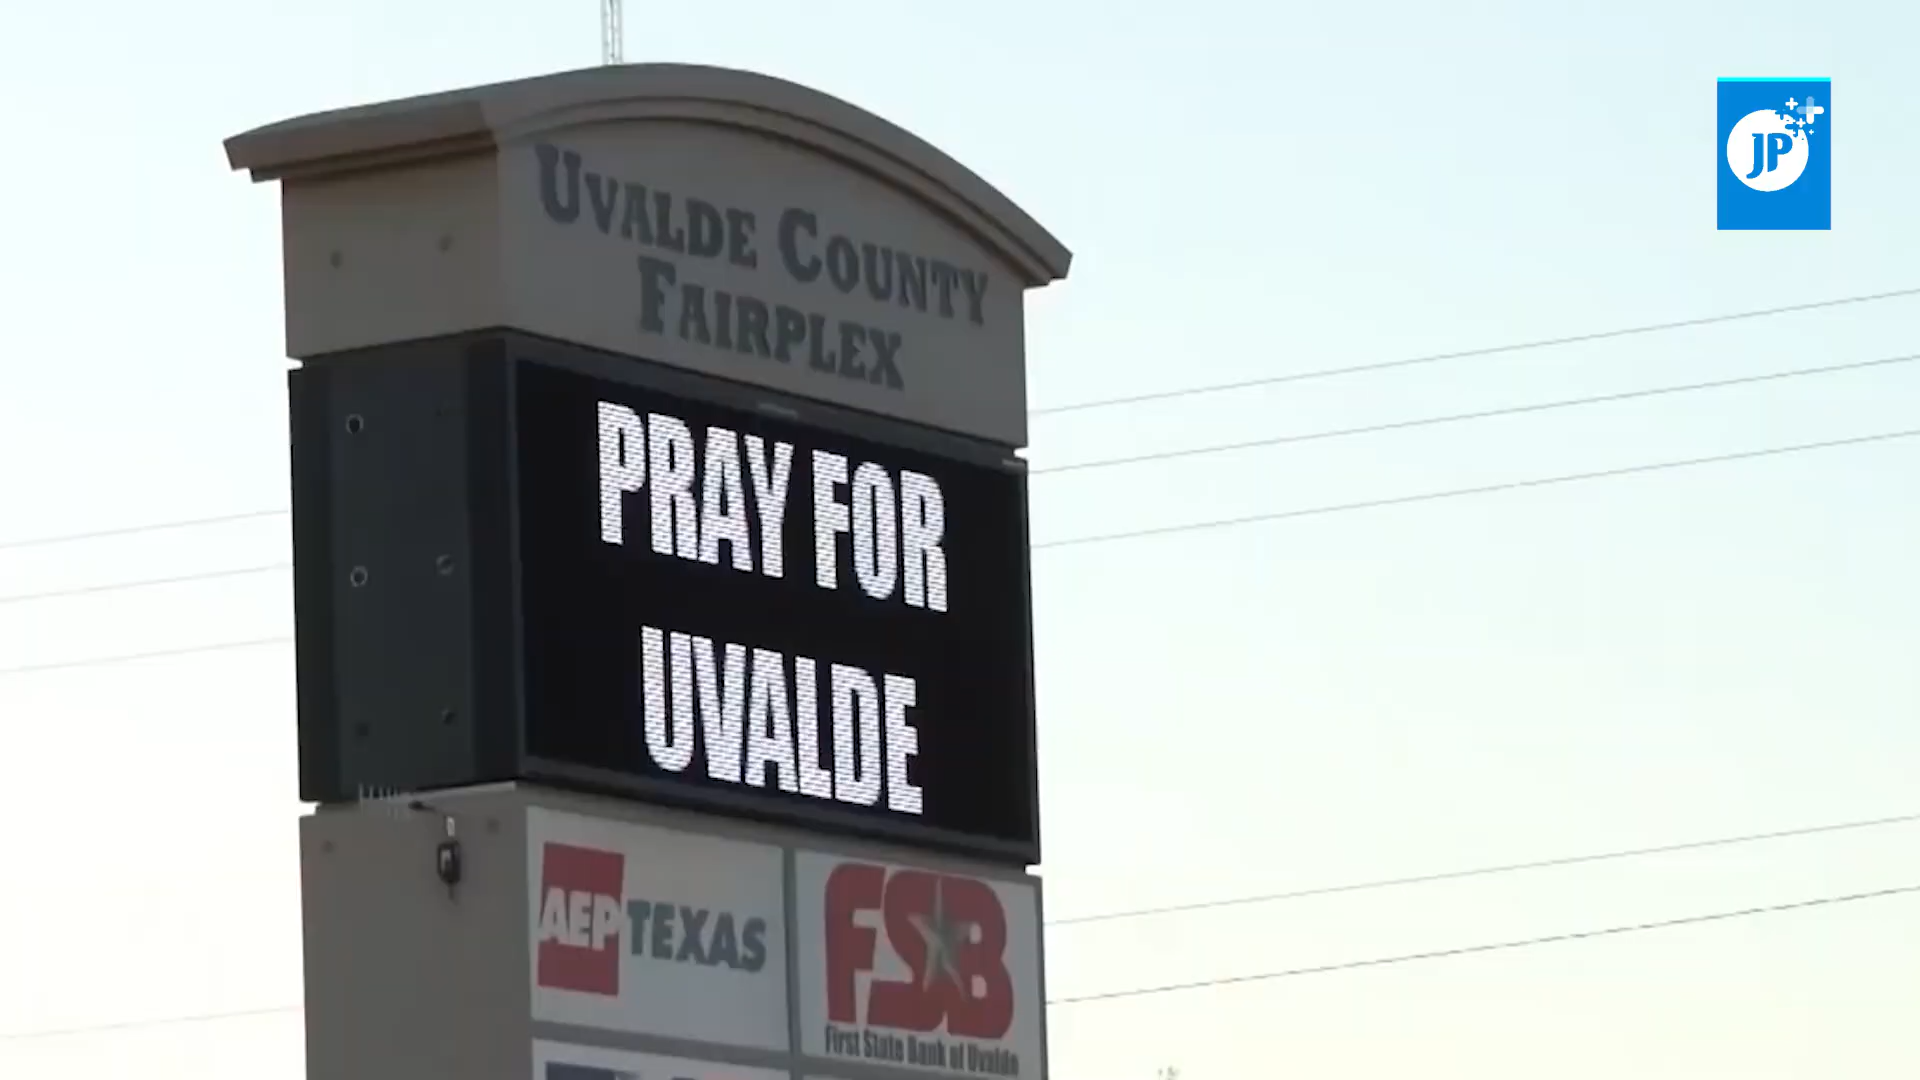 JP
UVALDE COUNTY
FAIRPLEX
PRAY FOR
UVALDE
AEP TEXAS
FSB
First State Bank of Uvalde